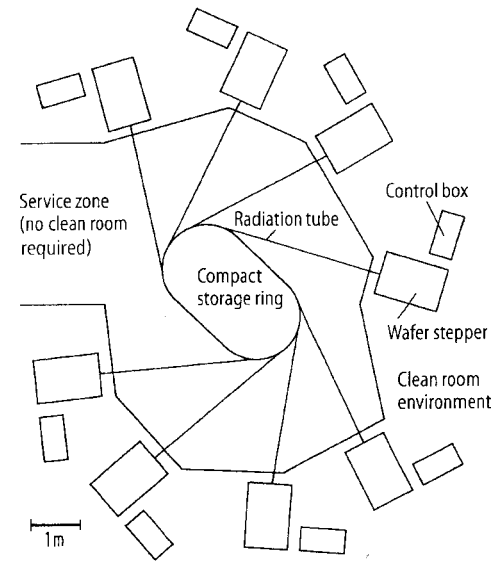 Service zone
(no clean room
required)
Radiation tube
Control box
Compact
storage ring
Wafer stepper
Clean room
environment
1m